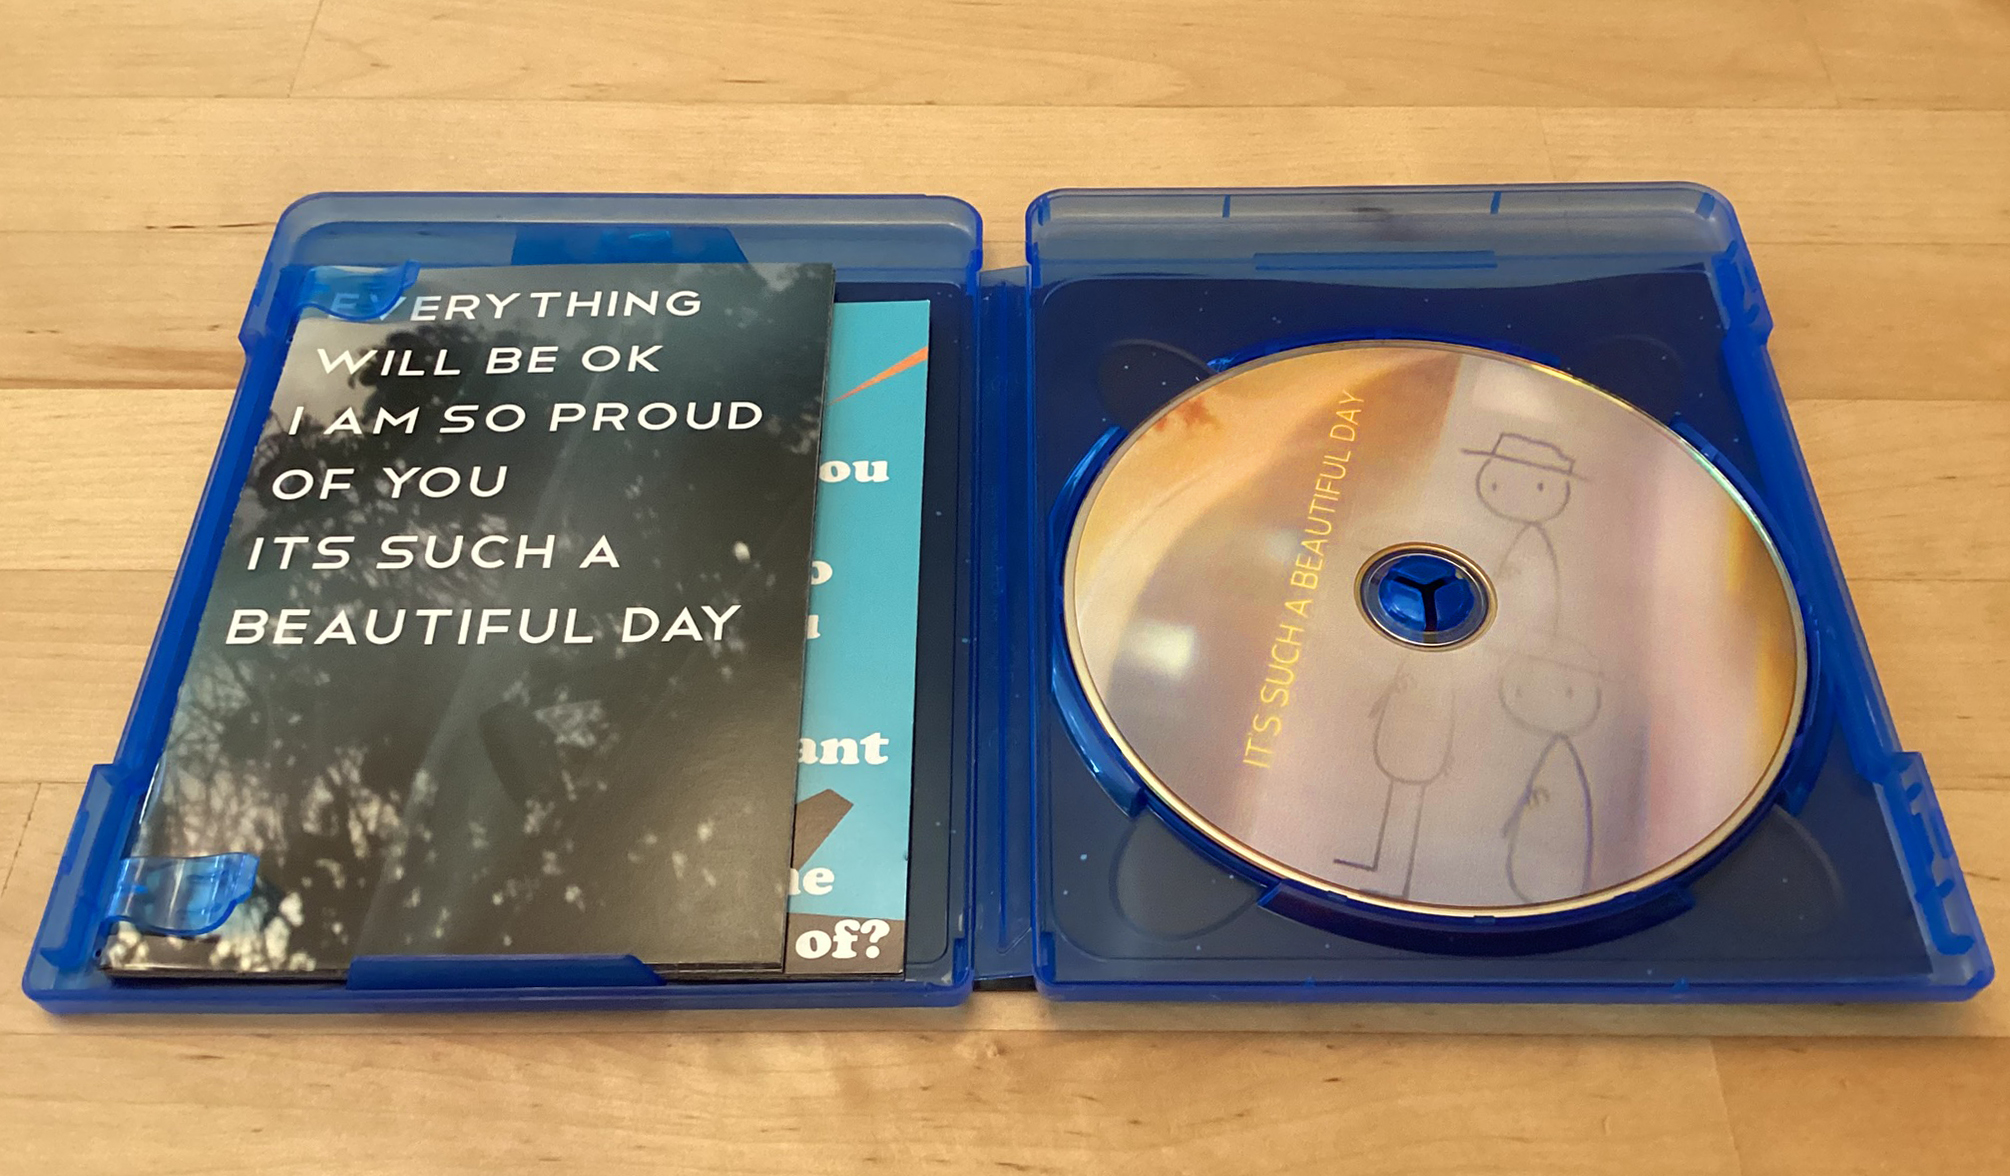 EVERYTHING
WILL BE OK
I AM SO PROUD
OF YOU
ITS SUCH A
BEAUTIFUL DAY
ou
o
u
ant
he
of?
IT'S SUCH A BEAUTIFUL DAY